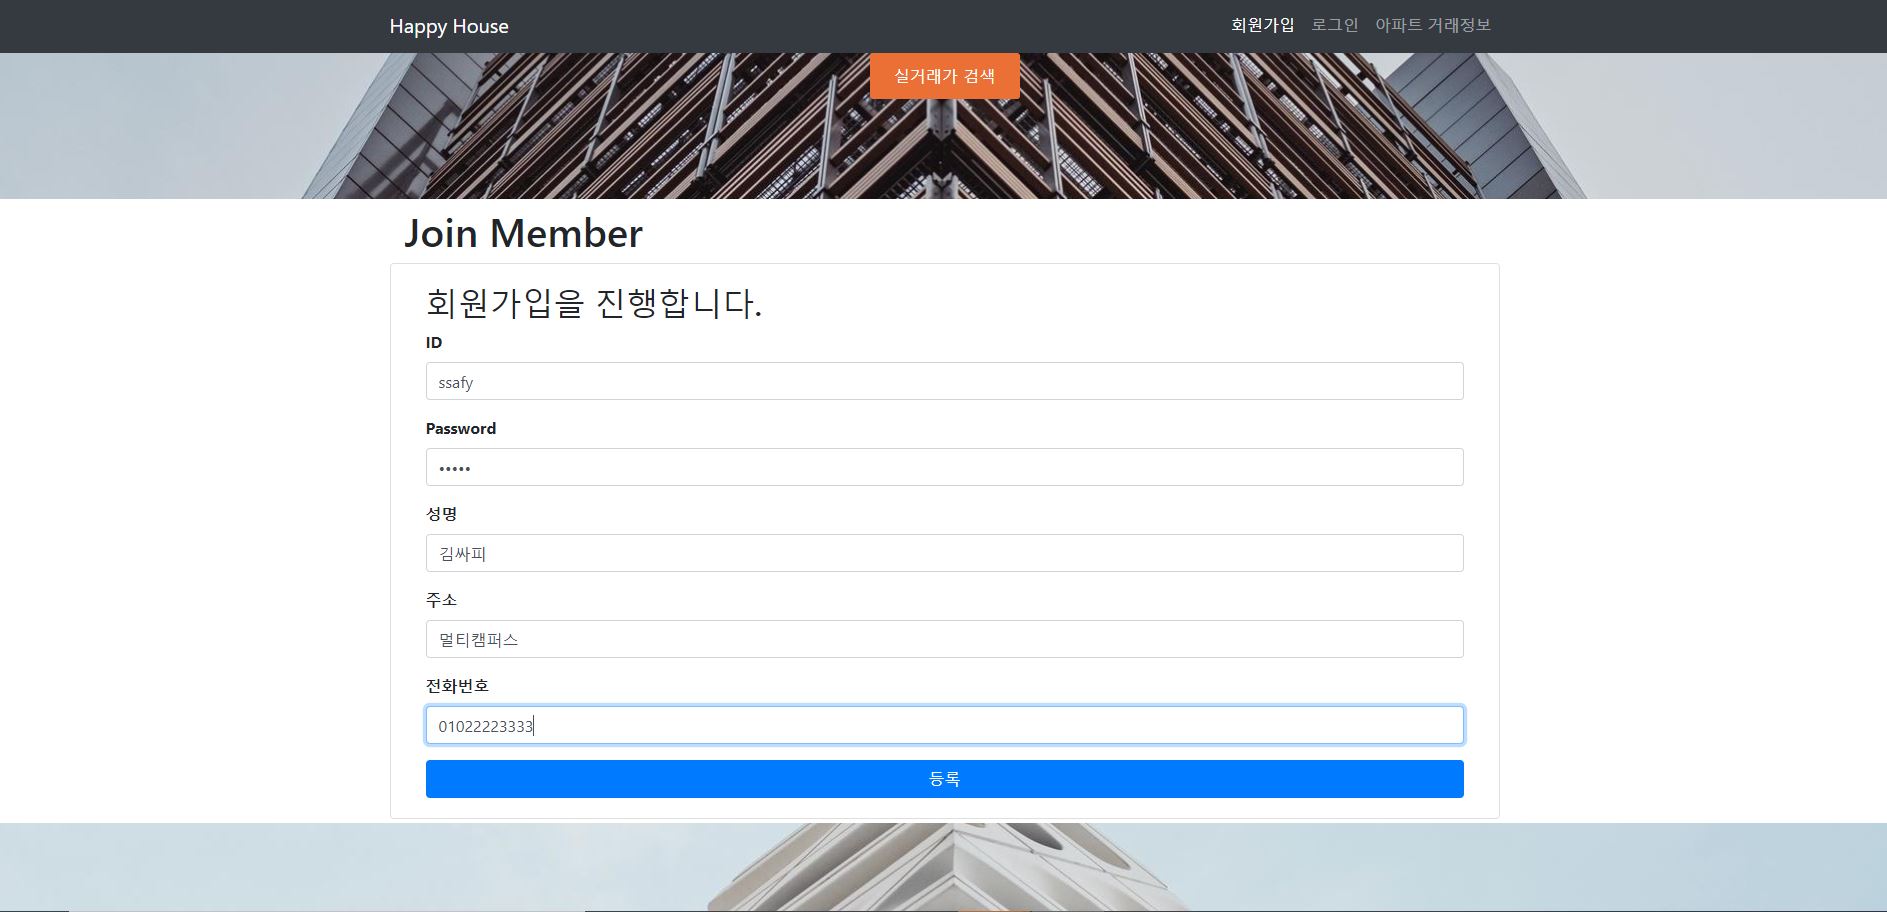 Happy House
회원가입 로그인 아파트 거래정보
실거래가 검색
Join Member
회원가입을 진행합니다.
ID
ssafy
Password
•••••
성명
김싸피
주소
멀티캠퍼스
전화번호
01022223333
등록